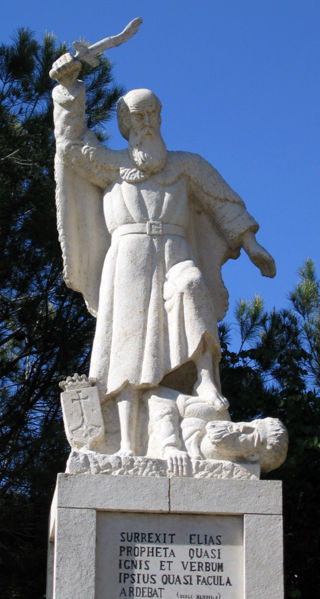 SURREXIT ELIAS
PROPHETA QUASI
IGNIS ET VERBUM
IPSIUS QUASI FACULA
ARDEBAT